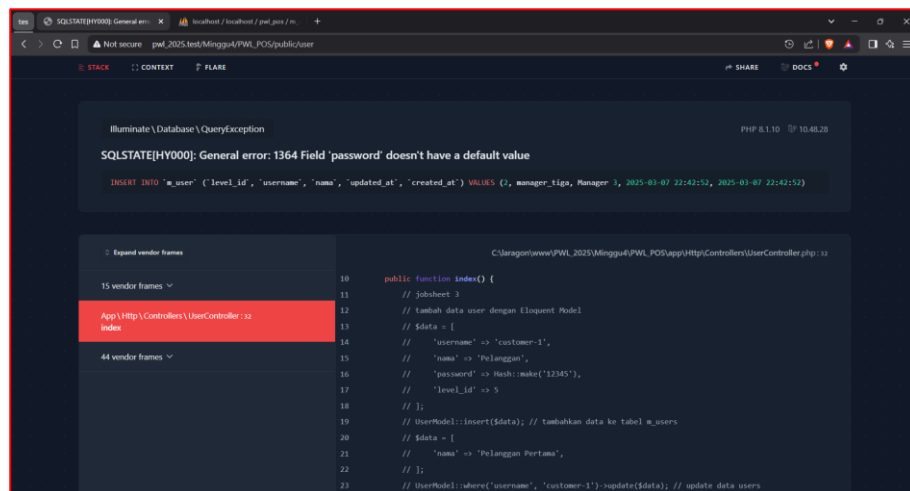 tes SQLSTATE[HY000]: General erro localhost / localhost / pwl_pos / m_
Not secure pwl_2025.test/Minggu4/PWL_POS/public/user
STACK CONTEXT FLARE SHARE DOCS
Illuminate \ Database \ QueryException PHP 8.1.10 10.48.28
SQLSTATE[HY000]: General error: 1364 Field 'password' doesn't have a default value
INSERT INTO `m_user` (`level_id`, `username`, `nama`, `updated_at`, `created_at`) VALUES (2, manager_tiga, Manager 3, 2025-03-07 22:42:52, 2025-03-07 22:42:52)
Expand vendor frames
15 vendor frames
App \ Http \ Controllers \ UserController : 32
index
44 vendor frames
C:\laragon\www\PWL_2025\Minggu4\PWL_POS\app\Http\Controllers\UserController.php : 32
10 public function index() {
11 // jobsheet 3
12 // tambah data user dengan Eloquent Model
13 // $data = [
14 // 'username' => 'customer-1',
15 // 'nama' => 'Pelanggan',
16 // 'password' => Hash::make('12345'),
17 // 'level_id' => 5
18 // ];
19 // UserModel::insert($data); // tambahkan data ke tabel m_users
20 // $data = [
21 // 'nama' => 'Pelanggan Pertama',
22 // ];
23 // UserModel::where('username', 'customer-1')->update($data); // update data users